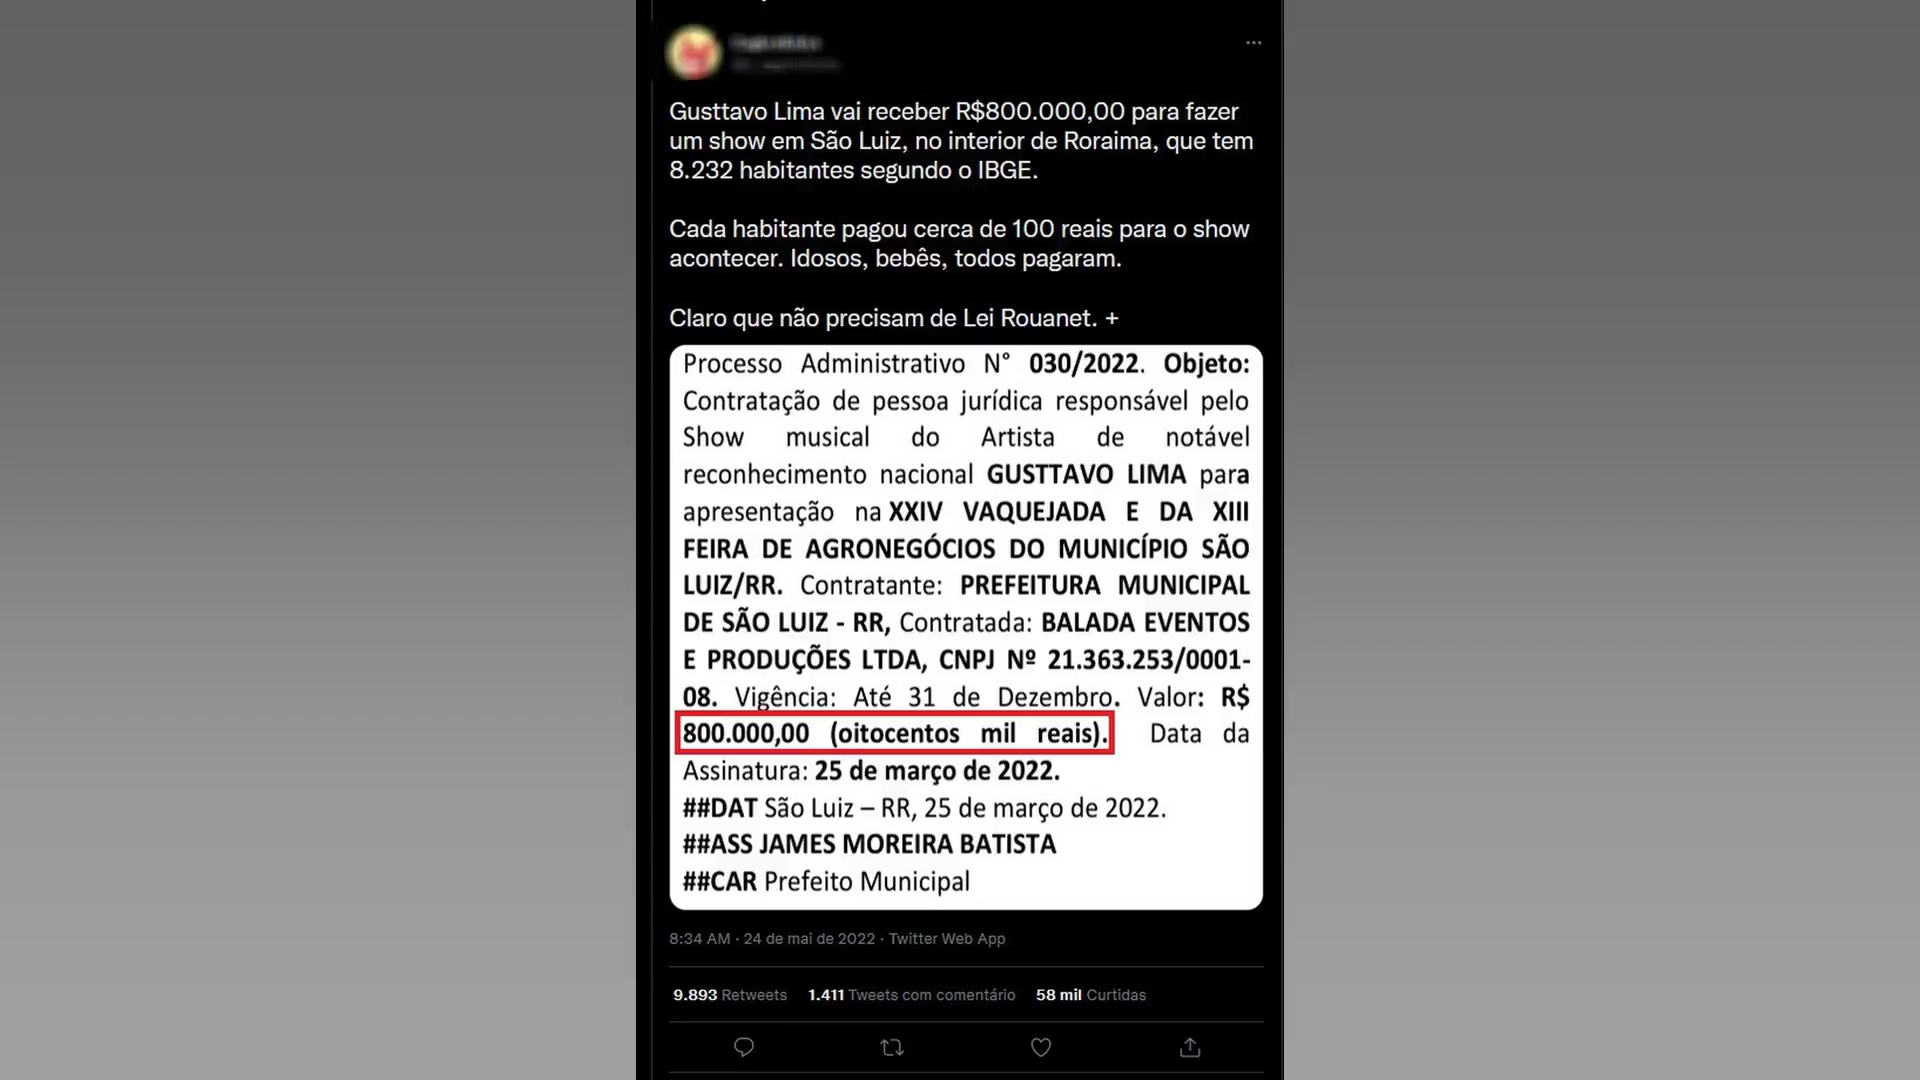 Gusttavo Lima vai receber R$800.000,00 para fazer
um show em São Luiz, no interior de Roraima, que tem
8.232 habitantes segundo o IBGE.
Cada habitante pagou cerca de 100 reais para o show
acontecer. Idosos, bebês, todos pagaram.
Claro que não precisam de Lei Rouanet. +
Processo Administrativo N° 030/2022. Objeto:
Contratação de pessoa jurídica responsável pelo
Show musical do Artista de notável
reconhecimento nacional GUSTTAVO LIMA para
apresentação na XXIV VAQUEJADA E DA XIII
FEIRA DE AGRONEGÓCIOS DO MUNICÍPIO SÃO
LUIZ/RR. Contratante: PREFEITURA MUNICIPAL
DE SÃO LUIZ - RR, Contratada: BALADA EVENTOS
E PRODUÇÕES LTDA, CNPJ Nº 21.363.253/0001-
08. Vigência: Até 31 de Dezembro. Valor: R$
800.000,00 (oitocentos mil reais). Data da
Assinatura: 25 de março de 2022.
##DAT São Luiz – RR, 25 de março de 2022.
##ASS JAMES MOREIRA BATISTA
##CAR Prefeito Municipal
8:34 AM · 24 de mai de 2022 · Twitter Web App
9.893 Retweets 1.411 Tweets com comentário 58 mil Curtidas